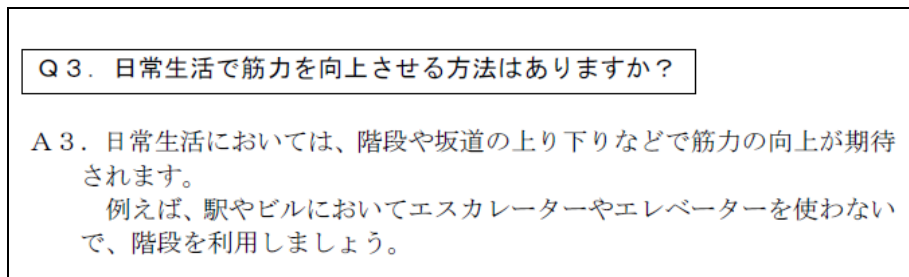 Ｑ３．日常生活で筋力を向上させる方法はありますか？
Ａ３．日常生活においては、階段や坂道の上り下りなどで筋力の向上が期待
されます。
例えば、駅やビルにおいてエスカレーターやエレベーターを使わない
で、階段を利用しましょう。